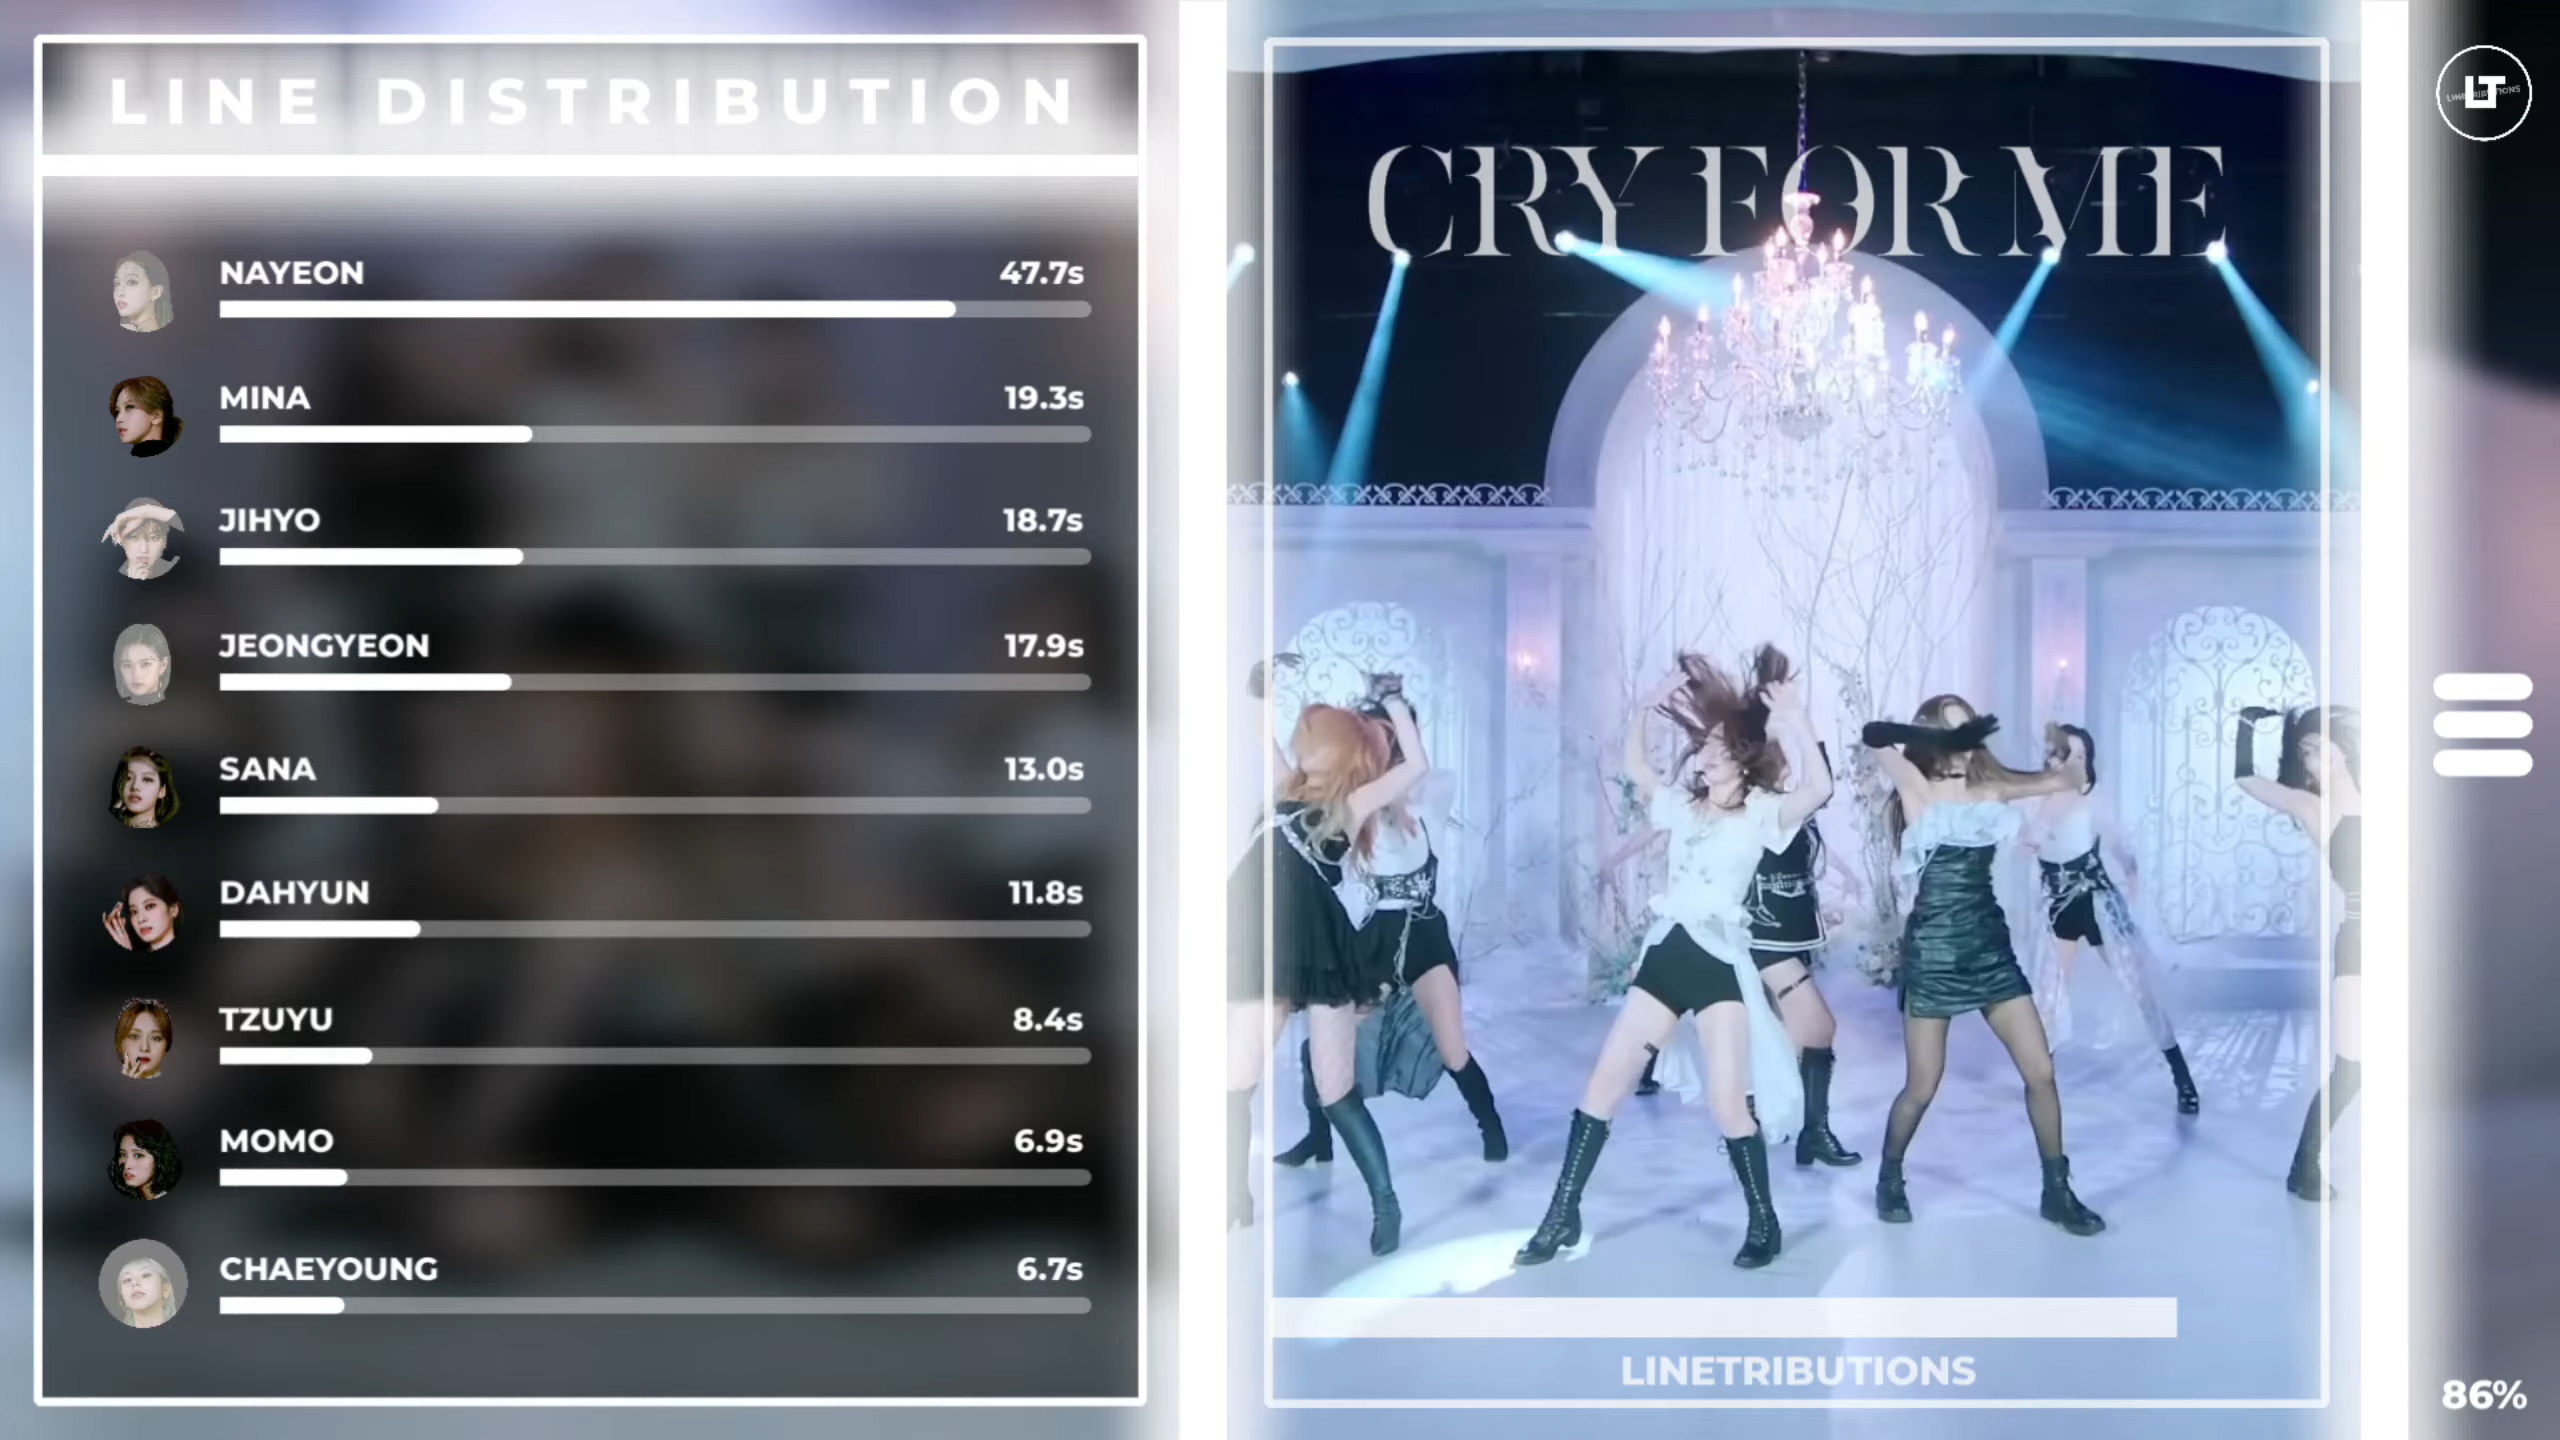 LINE DISTRIBUTION
NAYEON 47.7s
MINA 19.3s
JIHYO 18.7s
JEONGYEON 17.9s
SANA 13.0s
DAHYUN 11.8s
TZUYU 8.4s
MOMO 6.9s
CHAEYOUNG 6.7s
CRY FOR ME
LINETRIBUTIONS
LT
86%